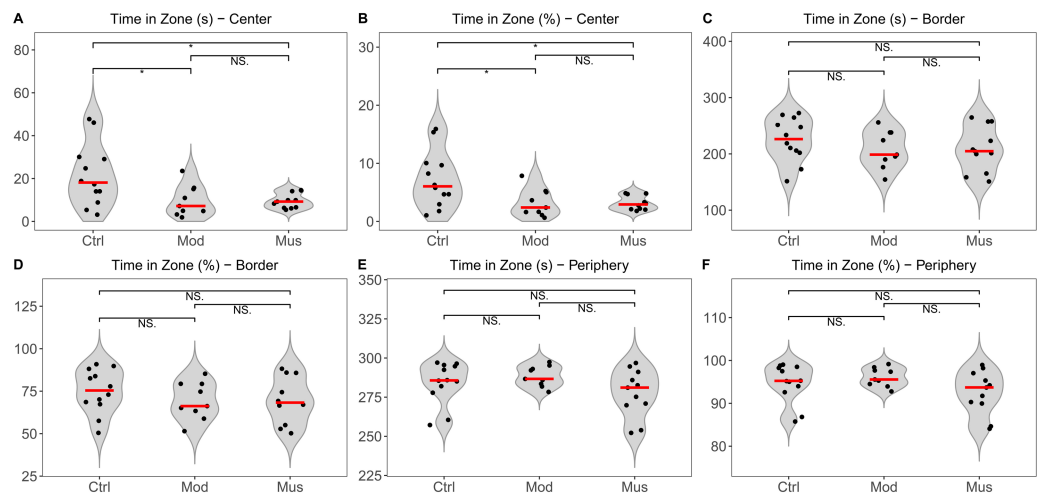 A
Time in Zone (s) − Center
80
60
40
20
0
*
NS.
*
Ctrl
Mod
Mus
B
Time in Zone (%) − Center
30
20
10
0
*
NS.
*
Ctrl
Mod
Mus
C
Time in Zone (s) − Border
400
300
200
100
NS.
NS.
NS.
Ctrl
Mod
Mus
D
Time in Zone (%) − Border
125
100
75
50
25
NS.
NS.
NS.
Ctrl
Mod
Mus
E
Time in Zone (s) − Periphery
350
325
300
275
250
225
NS.
NS.
NS.
Ctrl
Mod
Mus
F
Time in Zone (%) − Periphery
110
100
90
80
NS.
NS.
NS.
Ctrl
Mod
Mus